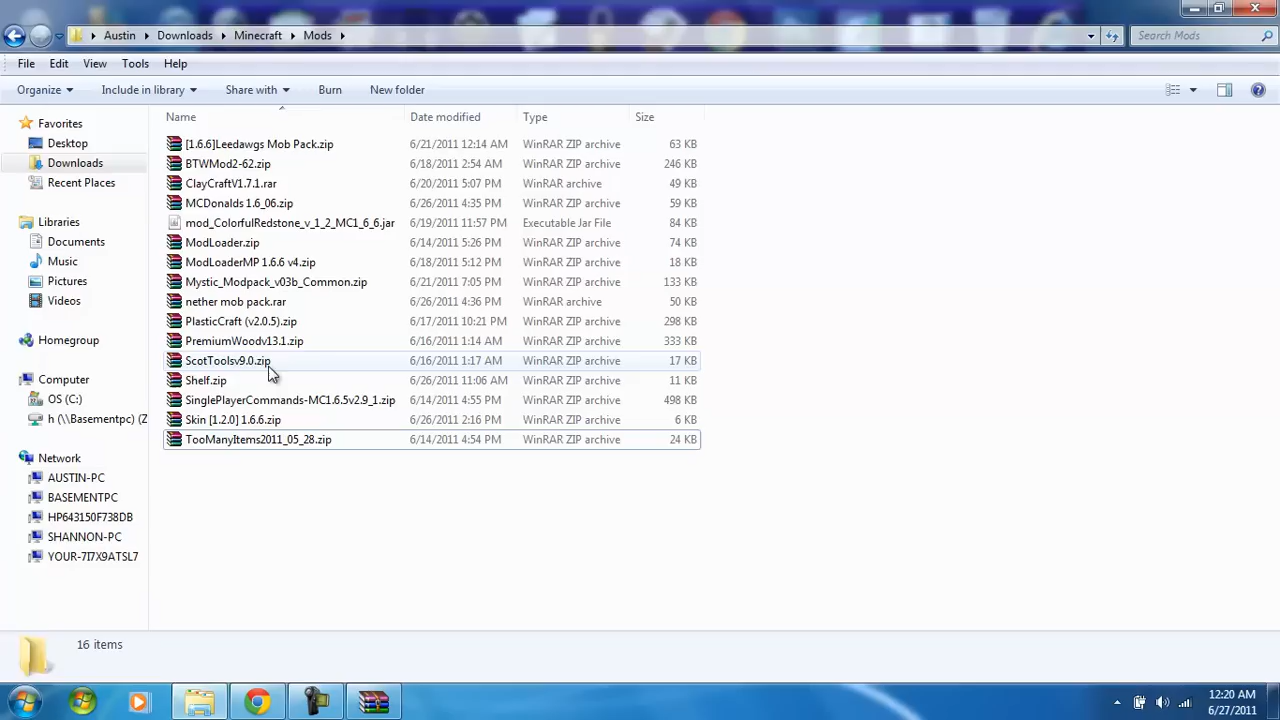 Austin Downloads Minecraft Mods Search Mods
File Edit View Tools Help
Organize Include in library Share with Burn New folder
Favorites
Desktop
Downloads
Recent Places
Libraries
Documents
Music
Pictures
Videos
Homegroup
Computer
OS (C:)
h (\\Basementpc) (Z
Network
AUSTIN-PC
BASEMENTPC
HP643150F738DB
SHANNON-PC
YOUR-7I7X9ATSL7
Name Date modified Type Size
[1.6.6]Leedawgs Mob Pack.zip 6/21/2011 12:14 AM WinRAR ZIP archive 63 KB
BTWMod2-62.zip 6/18/2011 2:54 AM WinRAR ZIP archive 246 KB
ClayCraftV1.7.1.rar 6/20/2011 5:07 PM WinRAR archive 49 KB
MCDonalds 1.6_06.zip 6/26/2011 4:35 PM WinRAR ZIP archive 59 KB
mod_ColorfulRedstone_v_1_2_MC1_6_6.jar 6/19/2011 11:57 PM Executable Jar File 84 KB
ModLoader.zip 6/14/2011 5:26 PM WinRAR ZIP archive 74 KB
ModLoaderMP 1.6.6 v4.zip 6/18/2011 5:12 PM WinRAR ZIP archive 18 KB
Mystic_Modpack_v03b_Common.zip 6/21/2011 7:05 PM WinRAR ZIP archive 133 KB
nether mob pack.rar 6/26/2011 4:36 PM WinRAR archive 50 KB
PlasticCraft (v2.0.5).zip 6/17/2011 10:21 PM WinRAR ZIP archive 298 KB
PremiumWoodv13.1.zip 6/16/2011 1:14 AM WinRAR ZIP archive 333 KB
ScotToolsv9.0.zip 6/16/2011 1:17 AM WinRAR ZIP archive 17 KB
Shelf.zip 6/26/2011 11:06 AM WinRAR ZIP archive 11 KB
SinglePlayerCommands-MC1.6.5v2.9_1.zip 6/14/2011 4:55 PM WinRAR ZIP archive 498 KB
Skin [1.2.0] 1.6.6.zip 6/26/2011 2:16 PM WinRAR ZIP archive 6 KB
TooManyItems2011_05_28.zip 6/14/2011 4:54 PM WinRAR ZIP archive 24 KB
16 items
12:20 AM
6/27/2011